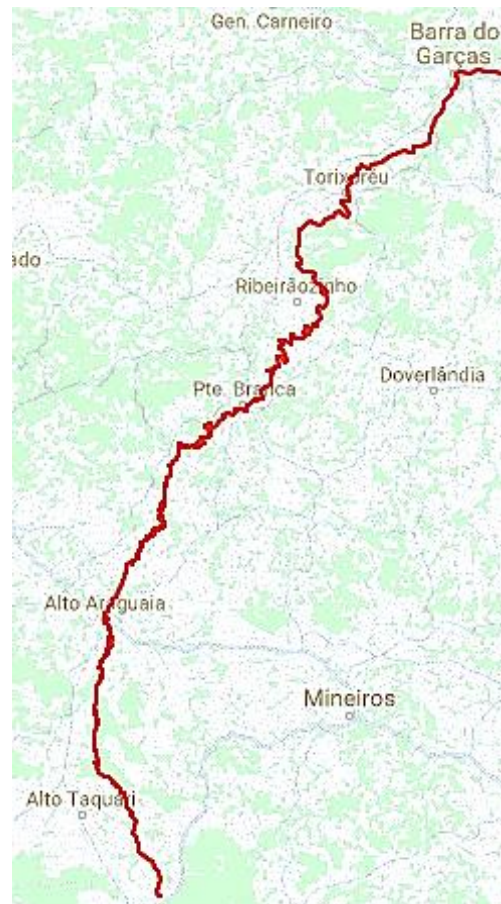 Gen. Carneiro
Barra do
Garças
Torixoréu
ado
Ribeirãozinho
Doverlândia
Pte. Branca
Alto Araguaia
Mineiros
Alto Taquari